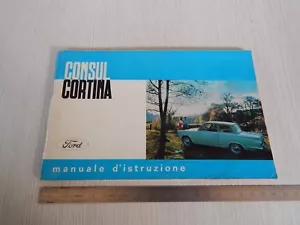 CONSUL
CORTINA
Ford
manuale d'istruzione